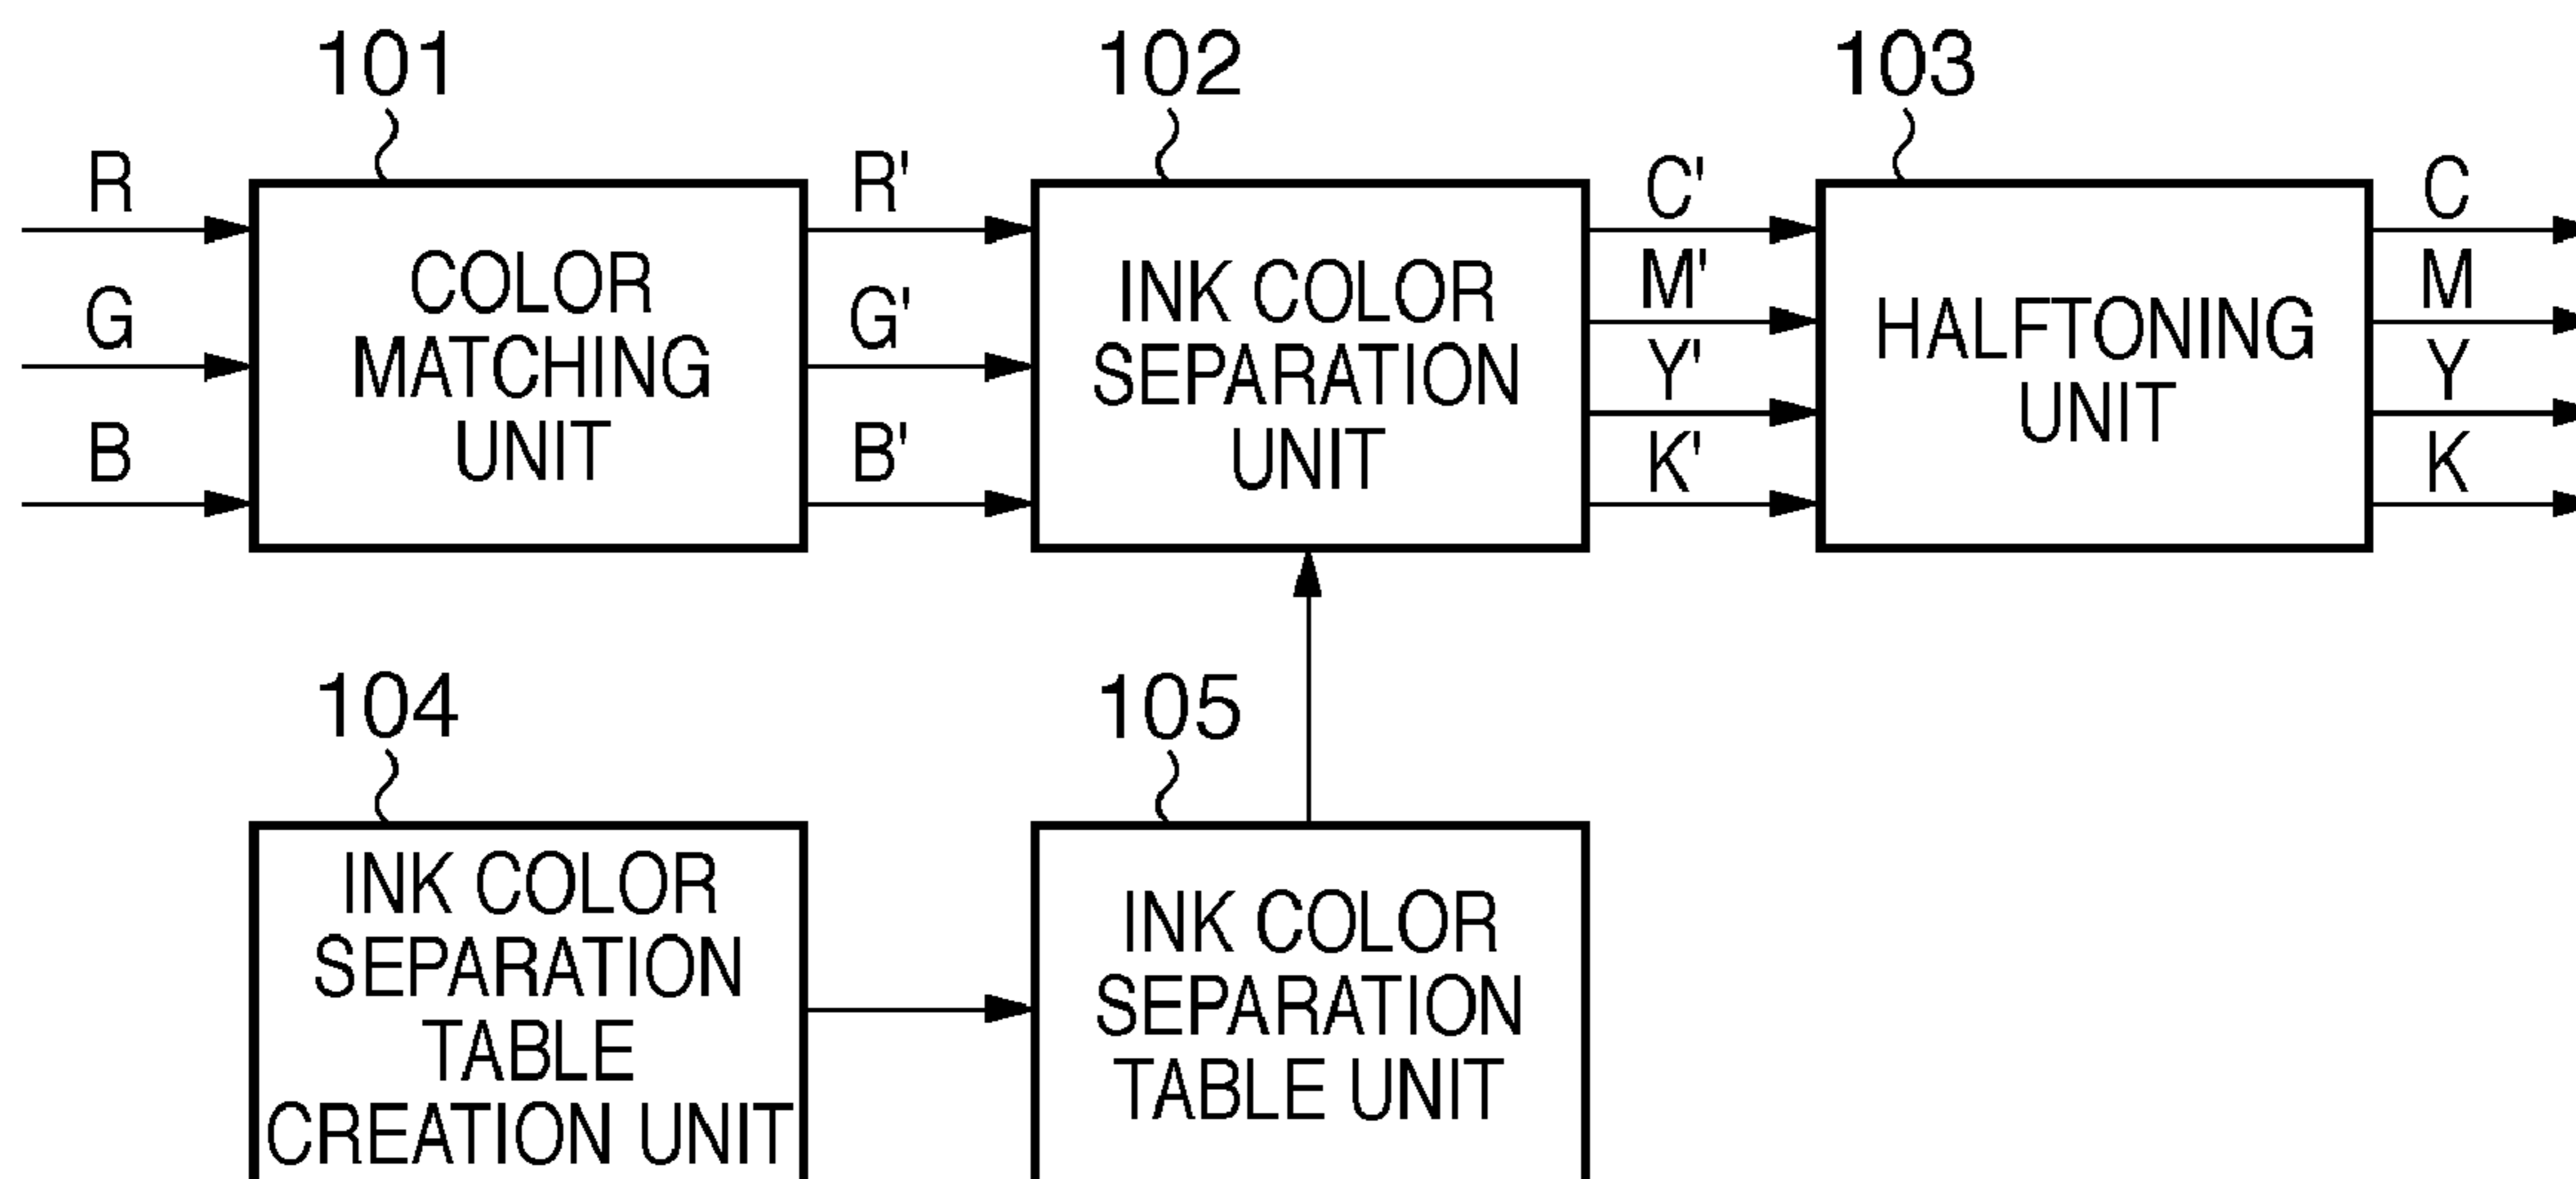 101
102
103
R
G
B
COLOR
MATCHING
UNIT
R'
G'
B'
INK COLOR
SEPARATION
UNIT
C'
M'
Y'
K'
HALFTONING
UNIT
C
M
Y
K
104
105
INK COLOR
SEPARATION
TABLE
CREATION UNIT
INK COLOR
SEPARATION
TABLE UNIT